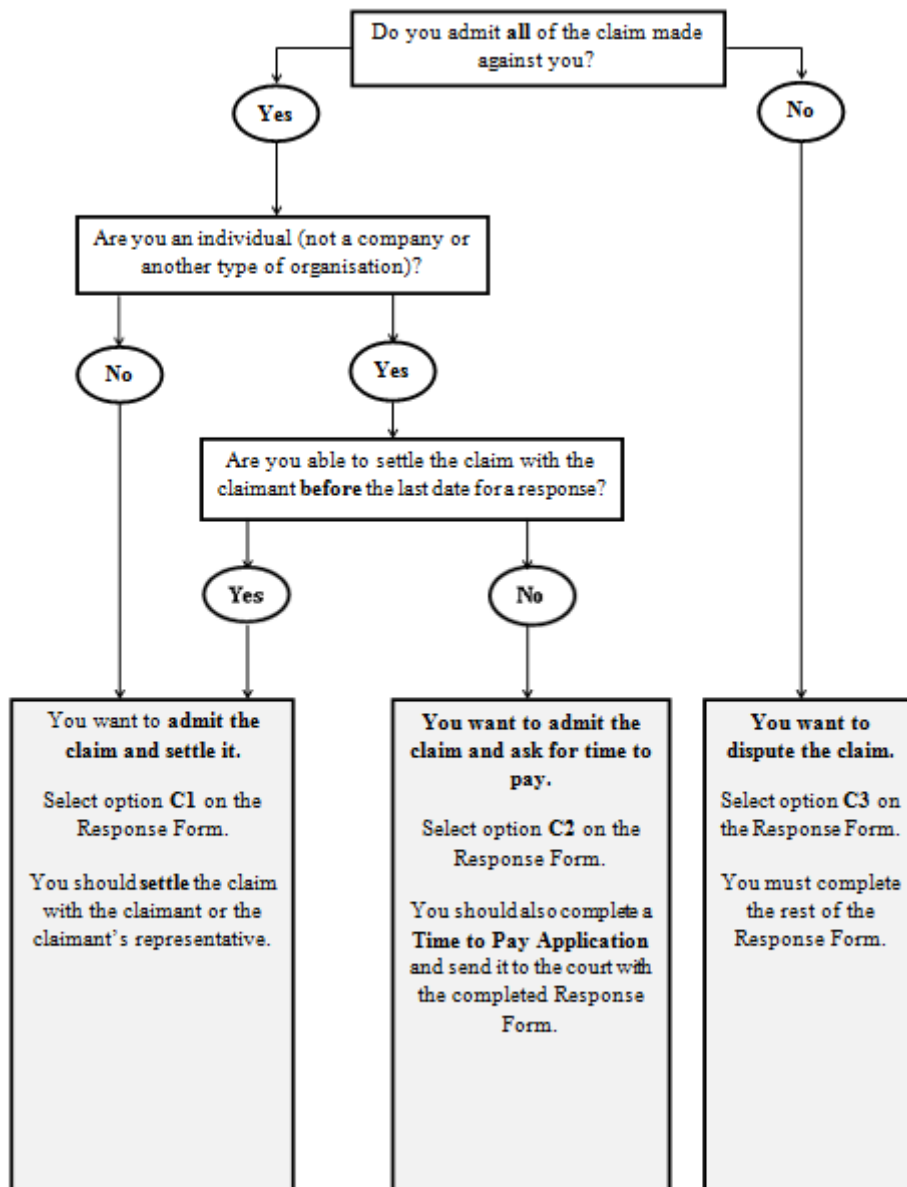 Do you admit all of the claim made
against you?
Yes
No
Are you an individual (not a company or
another type of organisation)?
No
Yes
Are you able to settle the claim with the
claimant before the last date for a response?
Yes
No
You want to admit the
claim and settle it.
Select option C1 on the
Response Form.
You should settle the claim
with the claimant or the
claimant's representative.
You want to admit the
claim and ask for time to
pay.
Select option C2 on the
Response Form.
You should also complete a
Time to Pay Application
and send it to the court with
the completed Response
Form.
You want to
dispute the claim.
Select option C3 on
the Response Form.
You must complete
the rest of the
Response Form.